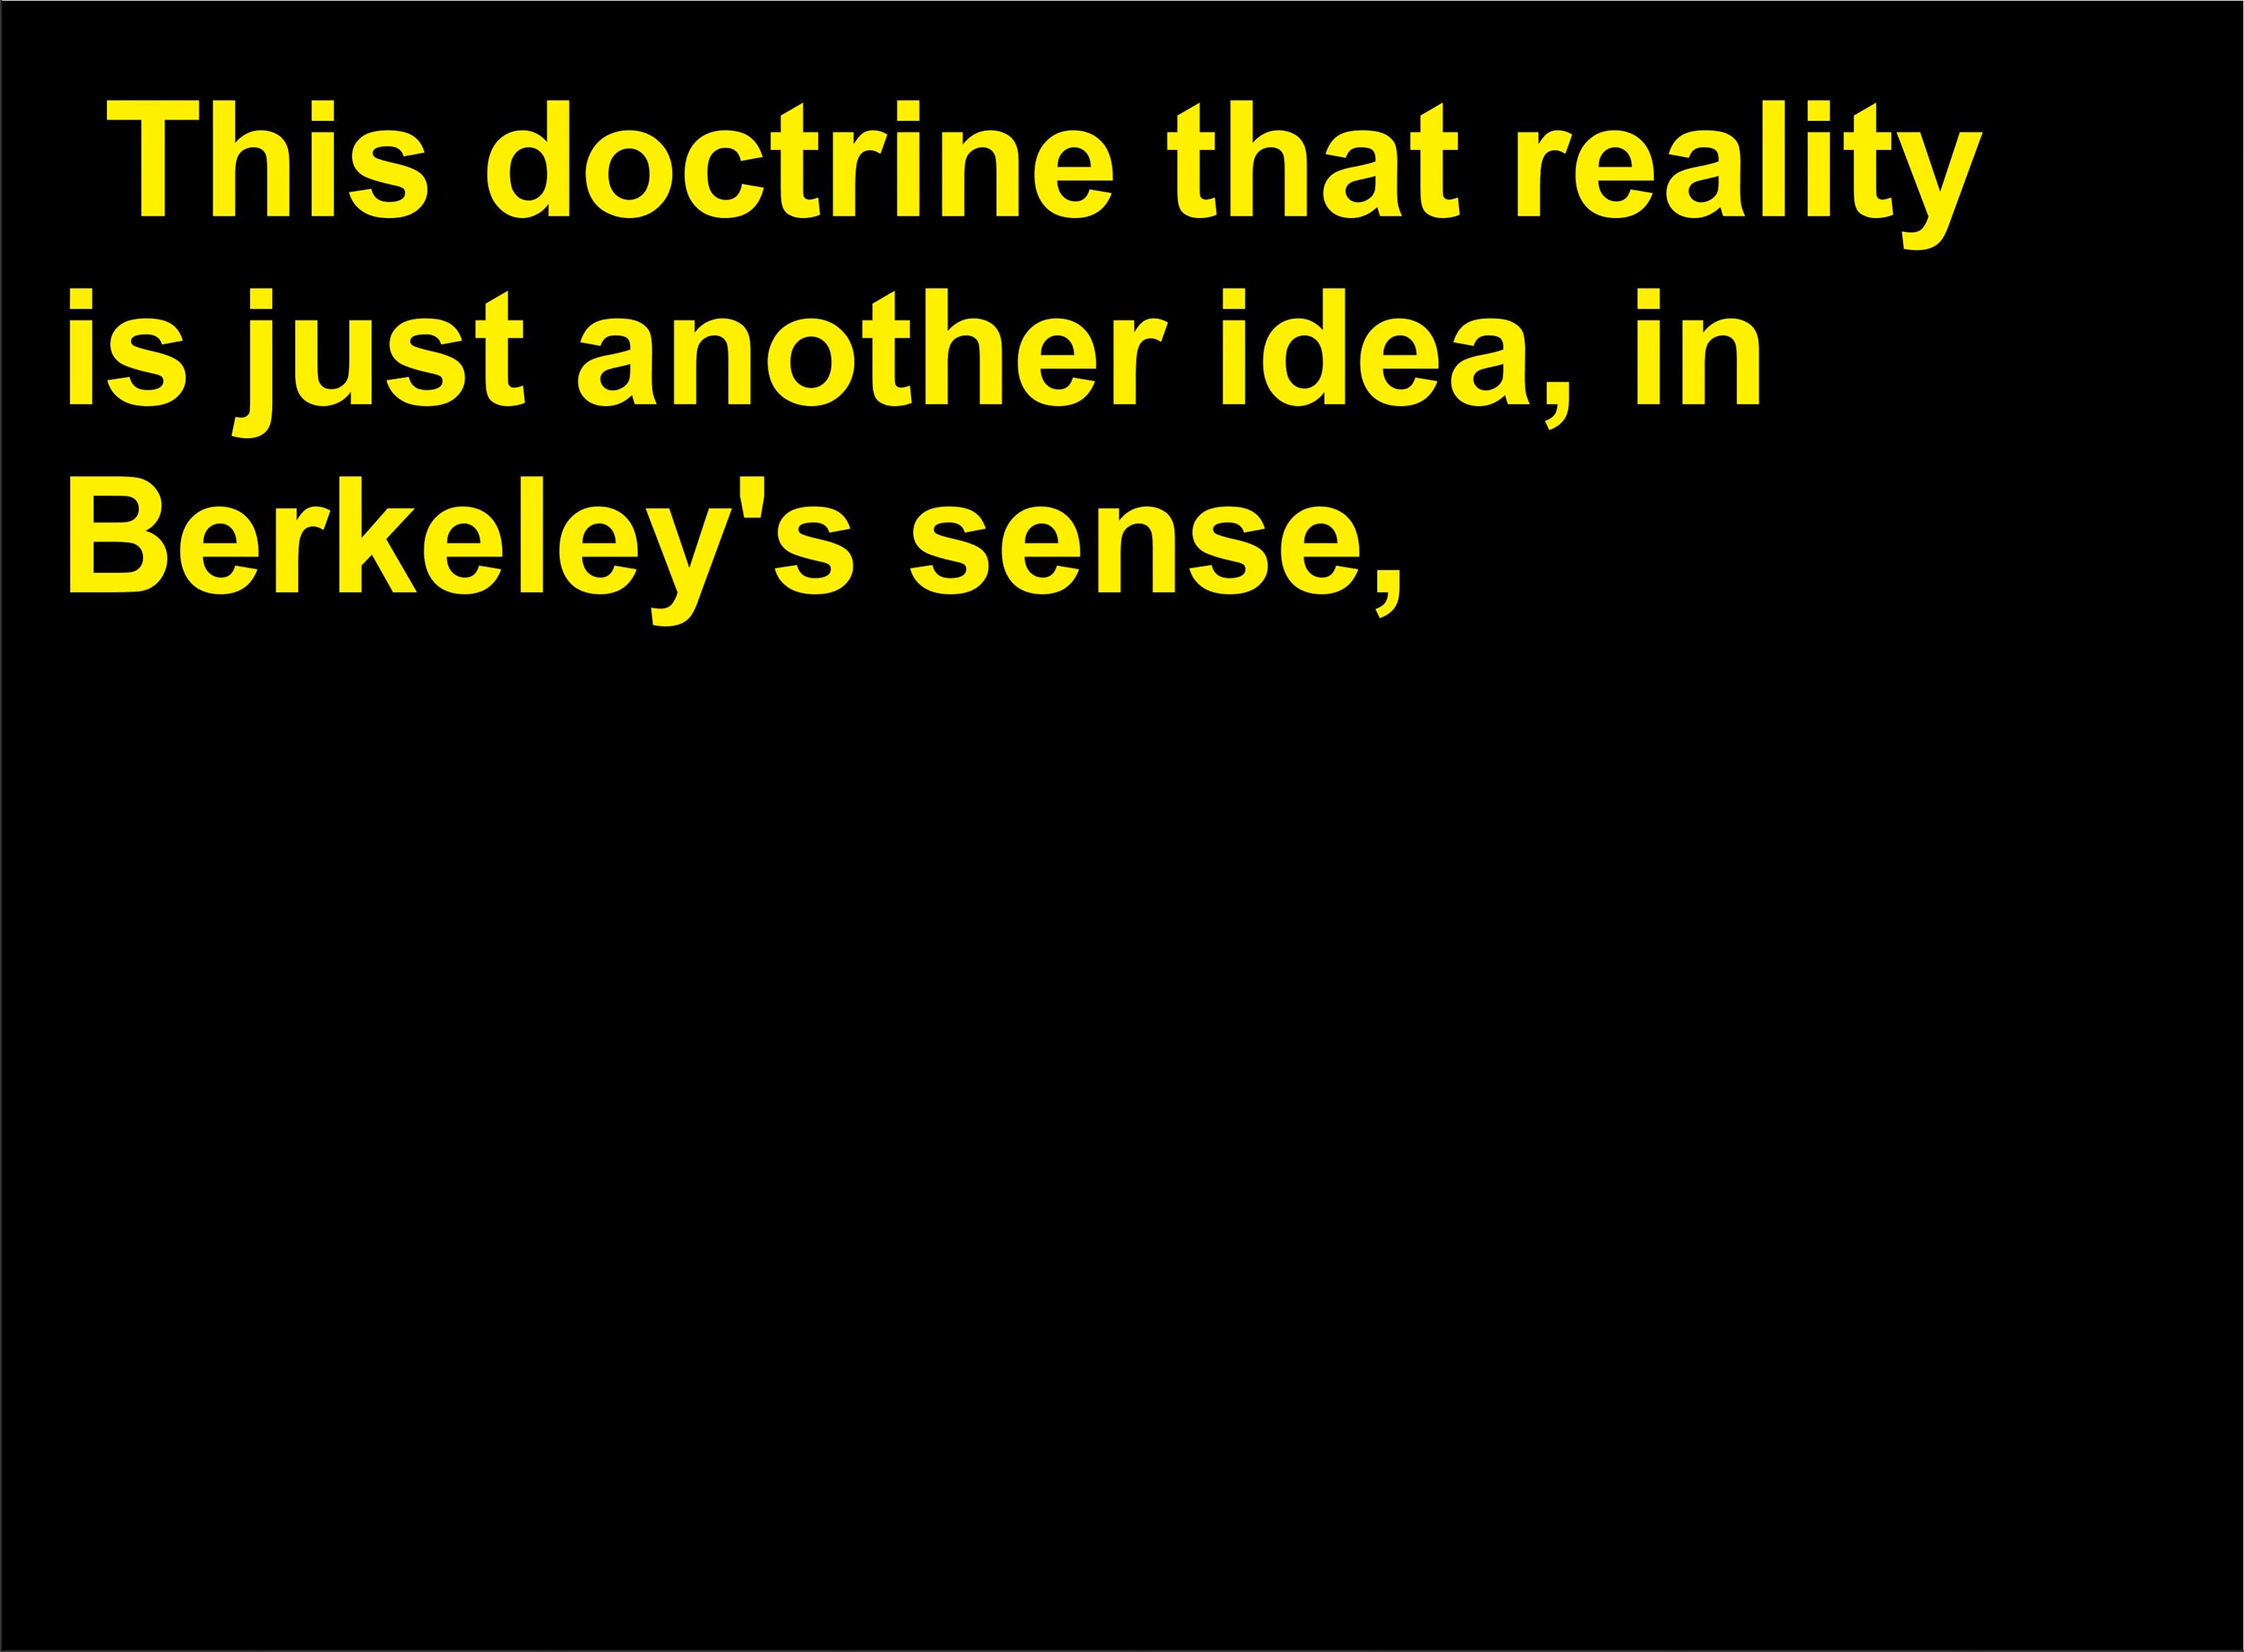 This doctrine that reality
is just another idea, in
Berkeley's sense,